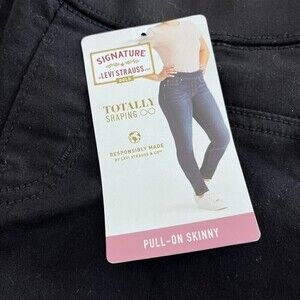 SIGNATURE
BY
LEVI STRAUSS & CO.
GOLD
TOTALLY
SHAPING
RESPONSIBLY MADE
BY LEVI STRAUSS & CO
PULL-ON SKINNY